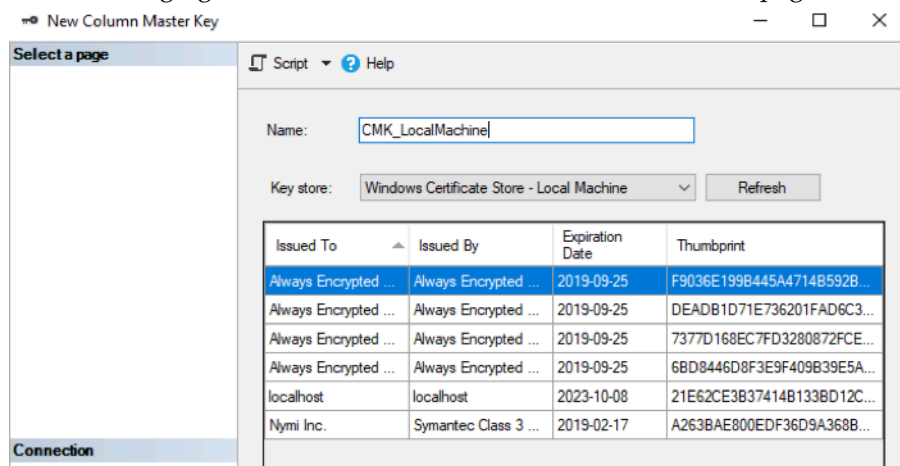 New Column Master Key
Select a page
Script Help
Name: CMK_LocalMachine
Key store: Windows Certificate Store - Local Machine Refresh
Issued To Issued By Expiration Date Thumbprint
Always Encrypted ... Always Encrypted ... 2019-09-25 F9036E199B445A4714B592B...
Always Encrypted ... Always Encrypted ... 2019-09-25 DEADB1D71E736201FAD6C3...
Always Encrypted ... Always Encrypted ... 2019-09-25 7377D168EC7FD3280872FCE...
Always Encrypted ... Always Encrypted ... 2019-09-25 6BD8446D8F3E9F409B39E5A...
localhost localhost 2023-10-08 21E62CE3B37414B133BD12C...
Nymi Inc. Symantec Class 3 ... 2019-02-17 A263BAE800EDF36D9A368B...
Connection